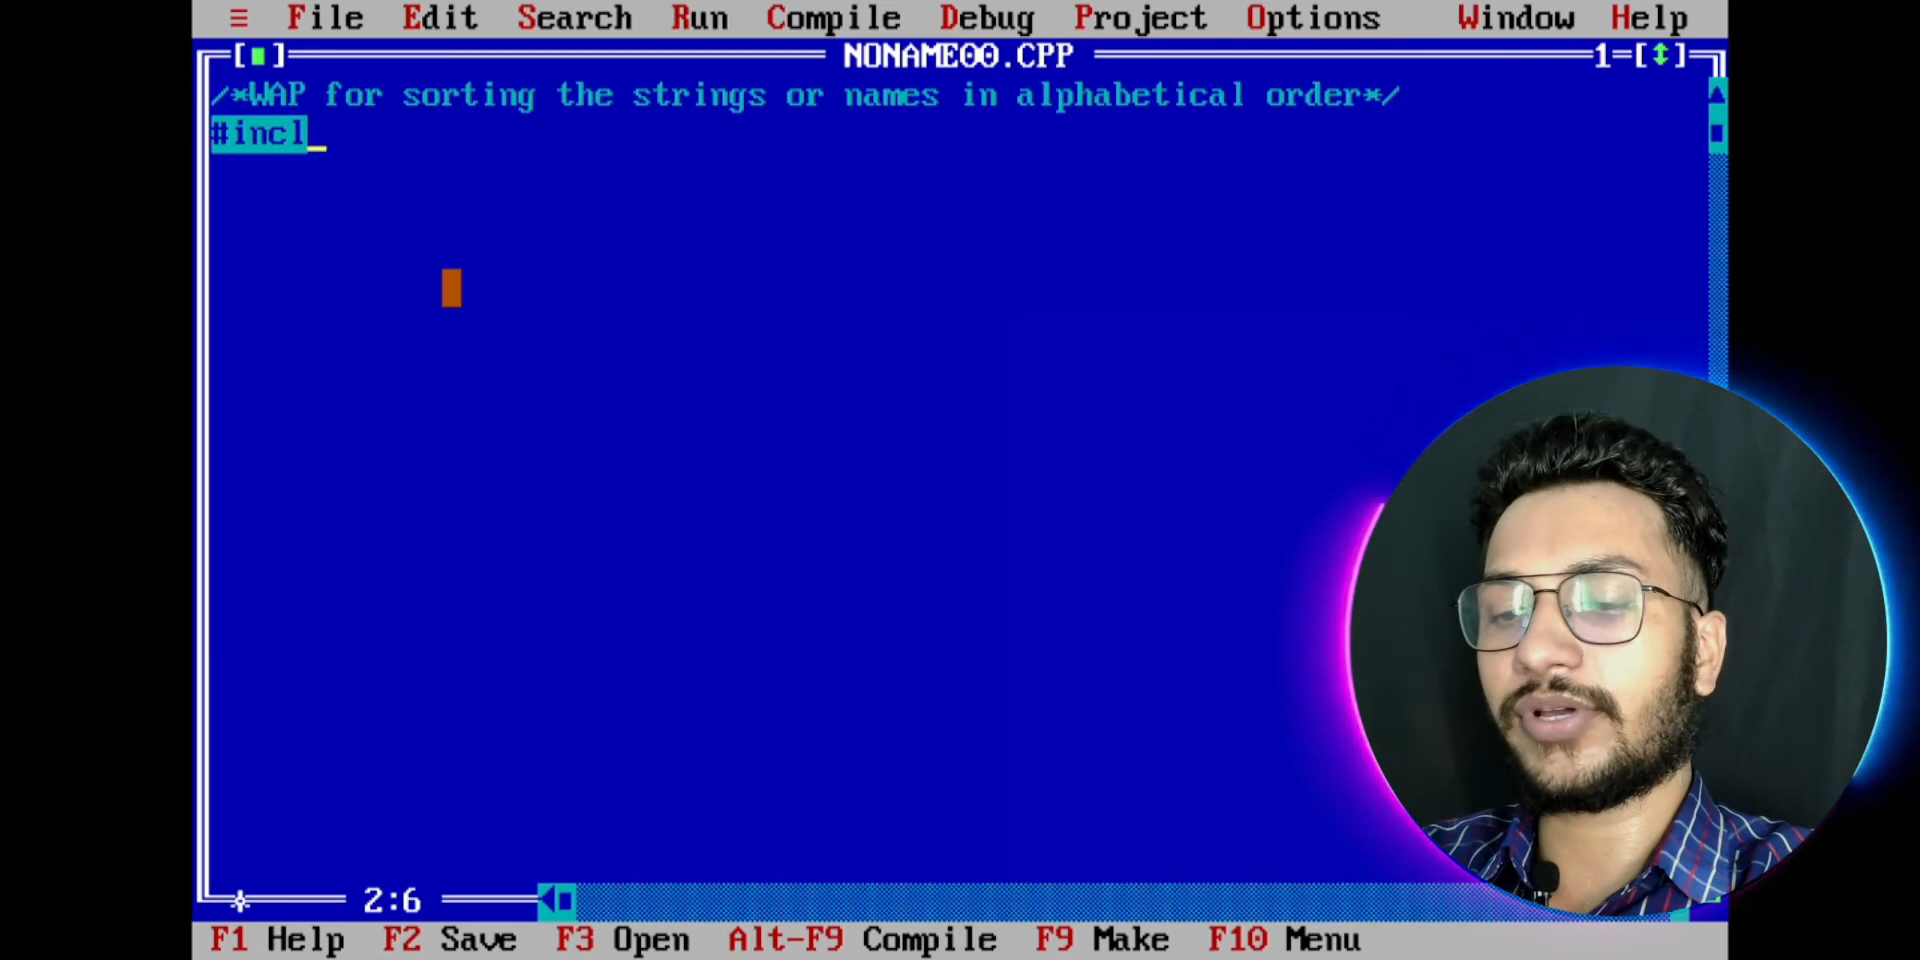 ≡ File Edit Search Run Compile Debug Project Options Window Help
[■] NONAME00.CPP 1=[↕]
/*WAP for sorting the strings or names in alphabetical order*/
#incl_
2:6
F1 Help F2 Save F3 Open Alt-F9 Compile F9 Make F10 Menu